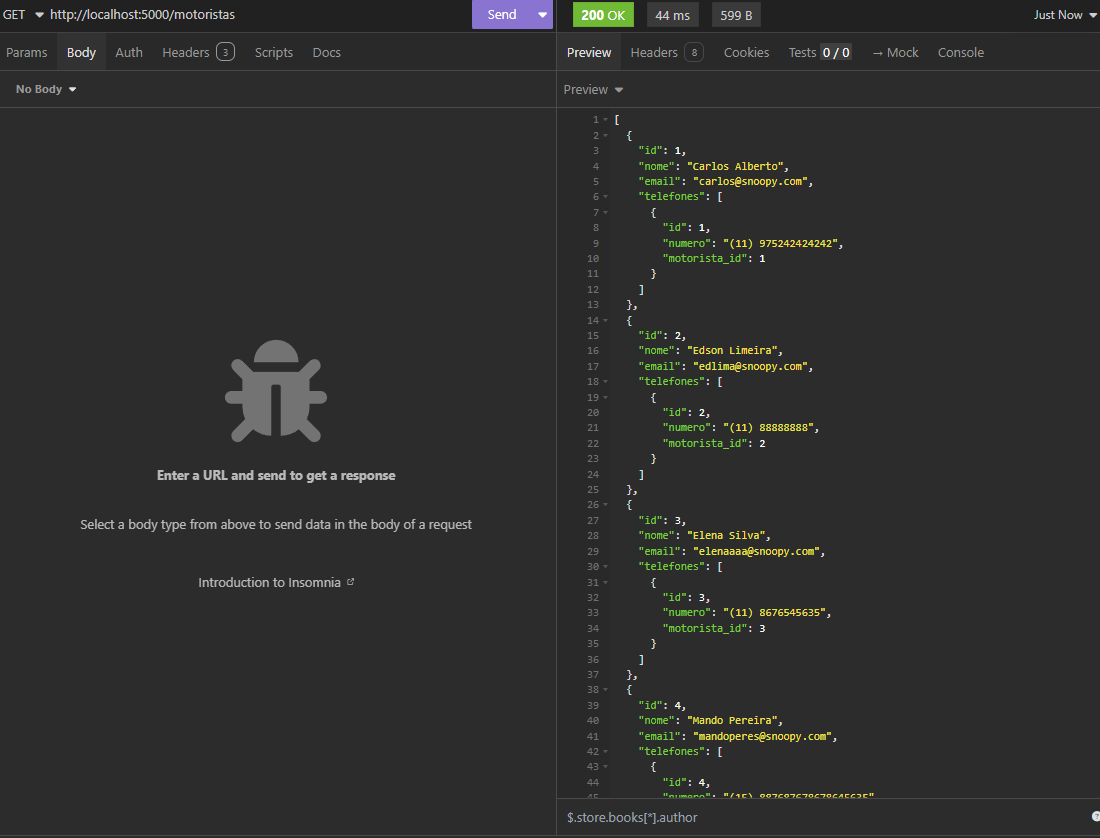 GET http://localhost:5000/motoristas Send 200 OK 44 ms 599 B Just Now
Params Body Auth Headers 3 Scripts Docs
Preview Headers 8 Cookies Tests 0 / 0 → Mock Console
No Body
Preview
Enter a URL and send to get a response
Select a body type from above to send data in the body of a request
Introduction to Insomnia
1 [
2 {
3 "id": 1,
4 "nome": "Carlos Alberto",
5 "email": "carlos@snoopy.com",
6 "telefones": [
7 {
8 "id": 1,
9 "numero": "(11) 975242424242",
10 "motorista_id": 1
11 }
12 ]
13 },
14 {
15 "id": 2,
16 "nome": "Edson Limeira",
17 "email": "edlima@snoopy.com",
18 "telefones": [
19 {
20 "id": 2,
21 "numero": "(11) 88888888",
22 "motorista_id": 2
23 }
24 ]
25 },
26 {
27 "id": 3,
28 "nome": "Elena Silva",
29 "email": "elenaaaa@snoopy.com",
30 "telefones": [
31 {
32 "id": 3,
33 "numero": "(11) 8676545635",
34 "motorista_id": 3
35 }
36 ]
37 },
38 {
39 "id": 4,
40 "nome": "Mando Pereira",
41 "email": "mandoperes@snoopy.com",
42 "telefones": [
43 {
44 "id": 4,
45 "numero":
$.store.books[*].author